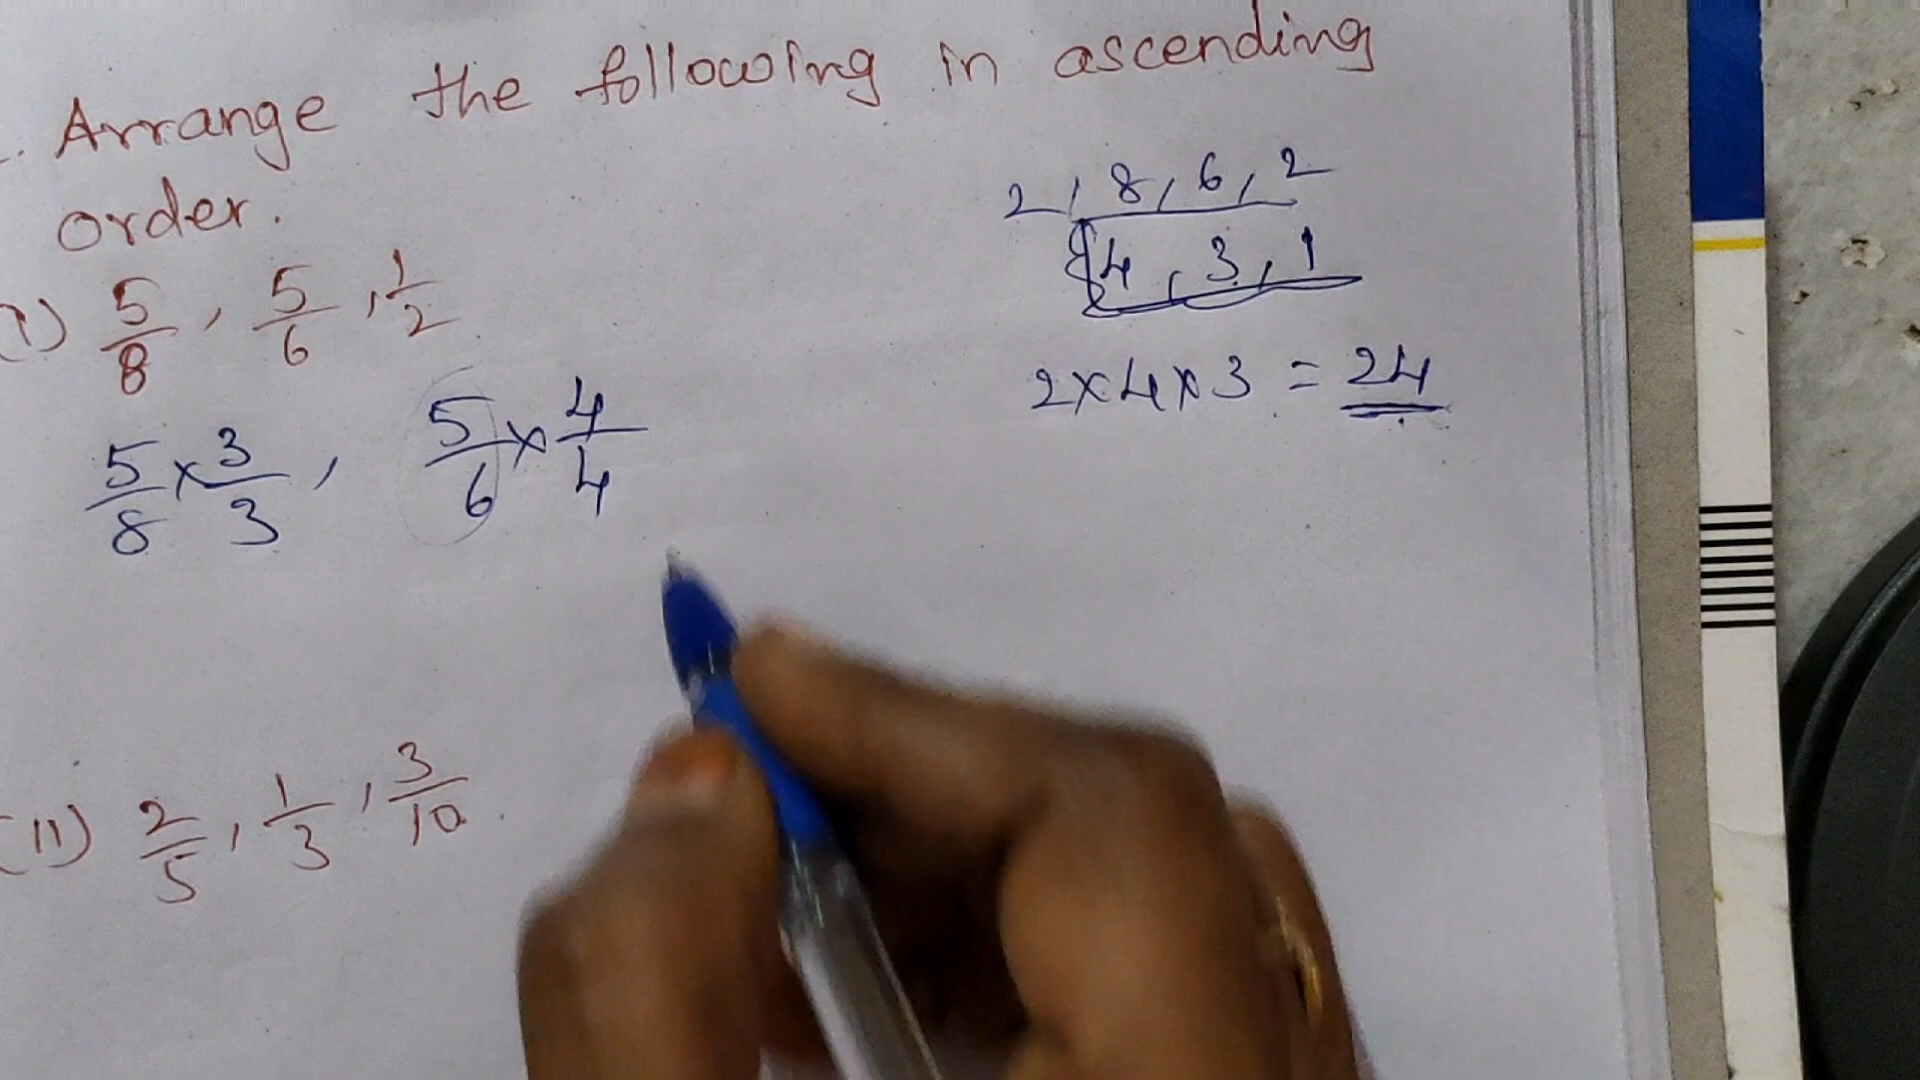 Arrange the following in ascending
order.
(I) 5/8, 5/6, 1/2
5/8 × 3/3, 5/6 × 4/4
2, 8, 6, 2
4, 3, 1
2×4×3 = 24
(II) 2/5, 1/3, 3/10.